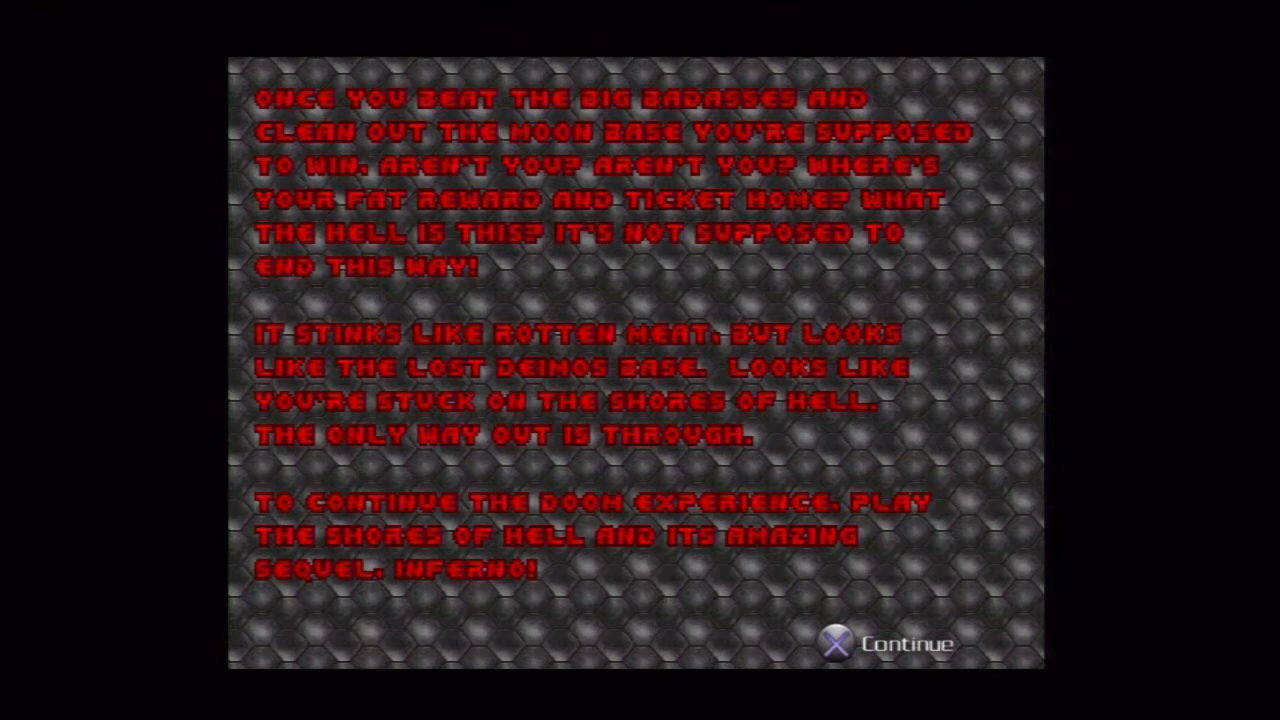 ONCE YOU BEAT THE BIG BADASSES AND
CLEAN OUT THE MOON BASE YOU'RE SUPPOSED
TO WIN, AREN'T YOU? AREN'T YOU? WHERE'S
YOUR FAT REWARD AND TICKET HOME? WHAT
THE HELL IS THIS? IT'S NOT SUPPOSED TO
END THIS WAY!
IT STINKS LIKE ROTTEN MEAT, BUT LOOKS
LIKE THE LOST DEIMOS BASE. LOOKS LIKE
YOU'RE STUCK ON THE SHORES OF HELL.
THE ONLY WAY OUT IS THROUGH.
TO CONTINUE THE DOOM EXPERIENCE, PLAY
THE SHORES OF HELL AND ITS AMAZING
SEQUEL, INFERNO!
Continue